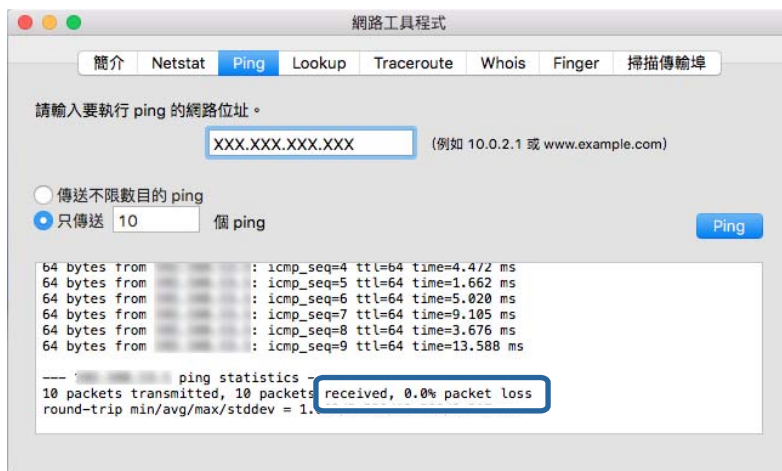 網路工具程式
簡介 Netstat Ping Lookup Traceroute Whois Finger 掃描傳輸埠
請輸入要執行 ping 的網路位址。
XXX.XXX.XXX.XXX (例如 10.0.2.1 或 www.example.com)
傳送不限數目的 ping
只傳送 10 個 ping
Ping
64 bytes from : icmp_seq=4 ttl=64 time=4.472 ms
64 bytes from : icmp_seq=5 ttl=64 time=1.662 ms
64 bytes from : icmp_seq=6 ttl=64 time=5.020 ms
64 bytes from : icmp_seq=7 ttl=64 time=9.105 ms
64 bytes from : icmp_seq=8 ttl=64 time=3.676 ms
64 bytes from : icmp_seq=9 ttl=64 time=13.588 ms
--- ping statistics -
10 packets transmitted, 10 packets received, 0.0% packet loss
round-trip min/avg/max/stddev = 1.